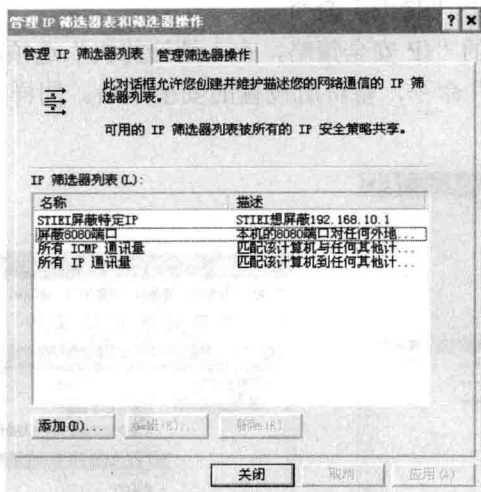 管理 IP 筛选器表和筛选器操作
管理 IP 筛选器列表 管理筛选器操作
此对话框允许您创建并维护描述您的网络通信的 IP 筛
选器列表。
可用的 IP 筛选器列表被所有的 IP 安全策略共享。
IP 筛选器列表(L):
名称 描述
STIEI屏蔽特定IP STIEI想屏蔽192.168.10.1
屏蔽8080端口 本机的8080端口对任何外地...
所有 ICMP 通讯量 匹配该计算机与任何其他计...
所有 IP 通讯量 匹配该计算机到任何其他计...
添加(D)... 编辑(E)... 删除(R)
关闭 取消 应用(A)